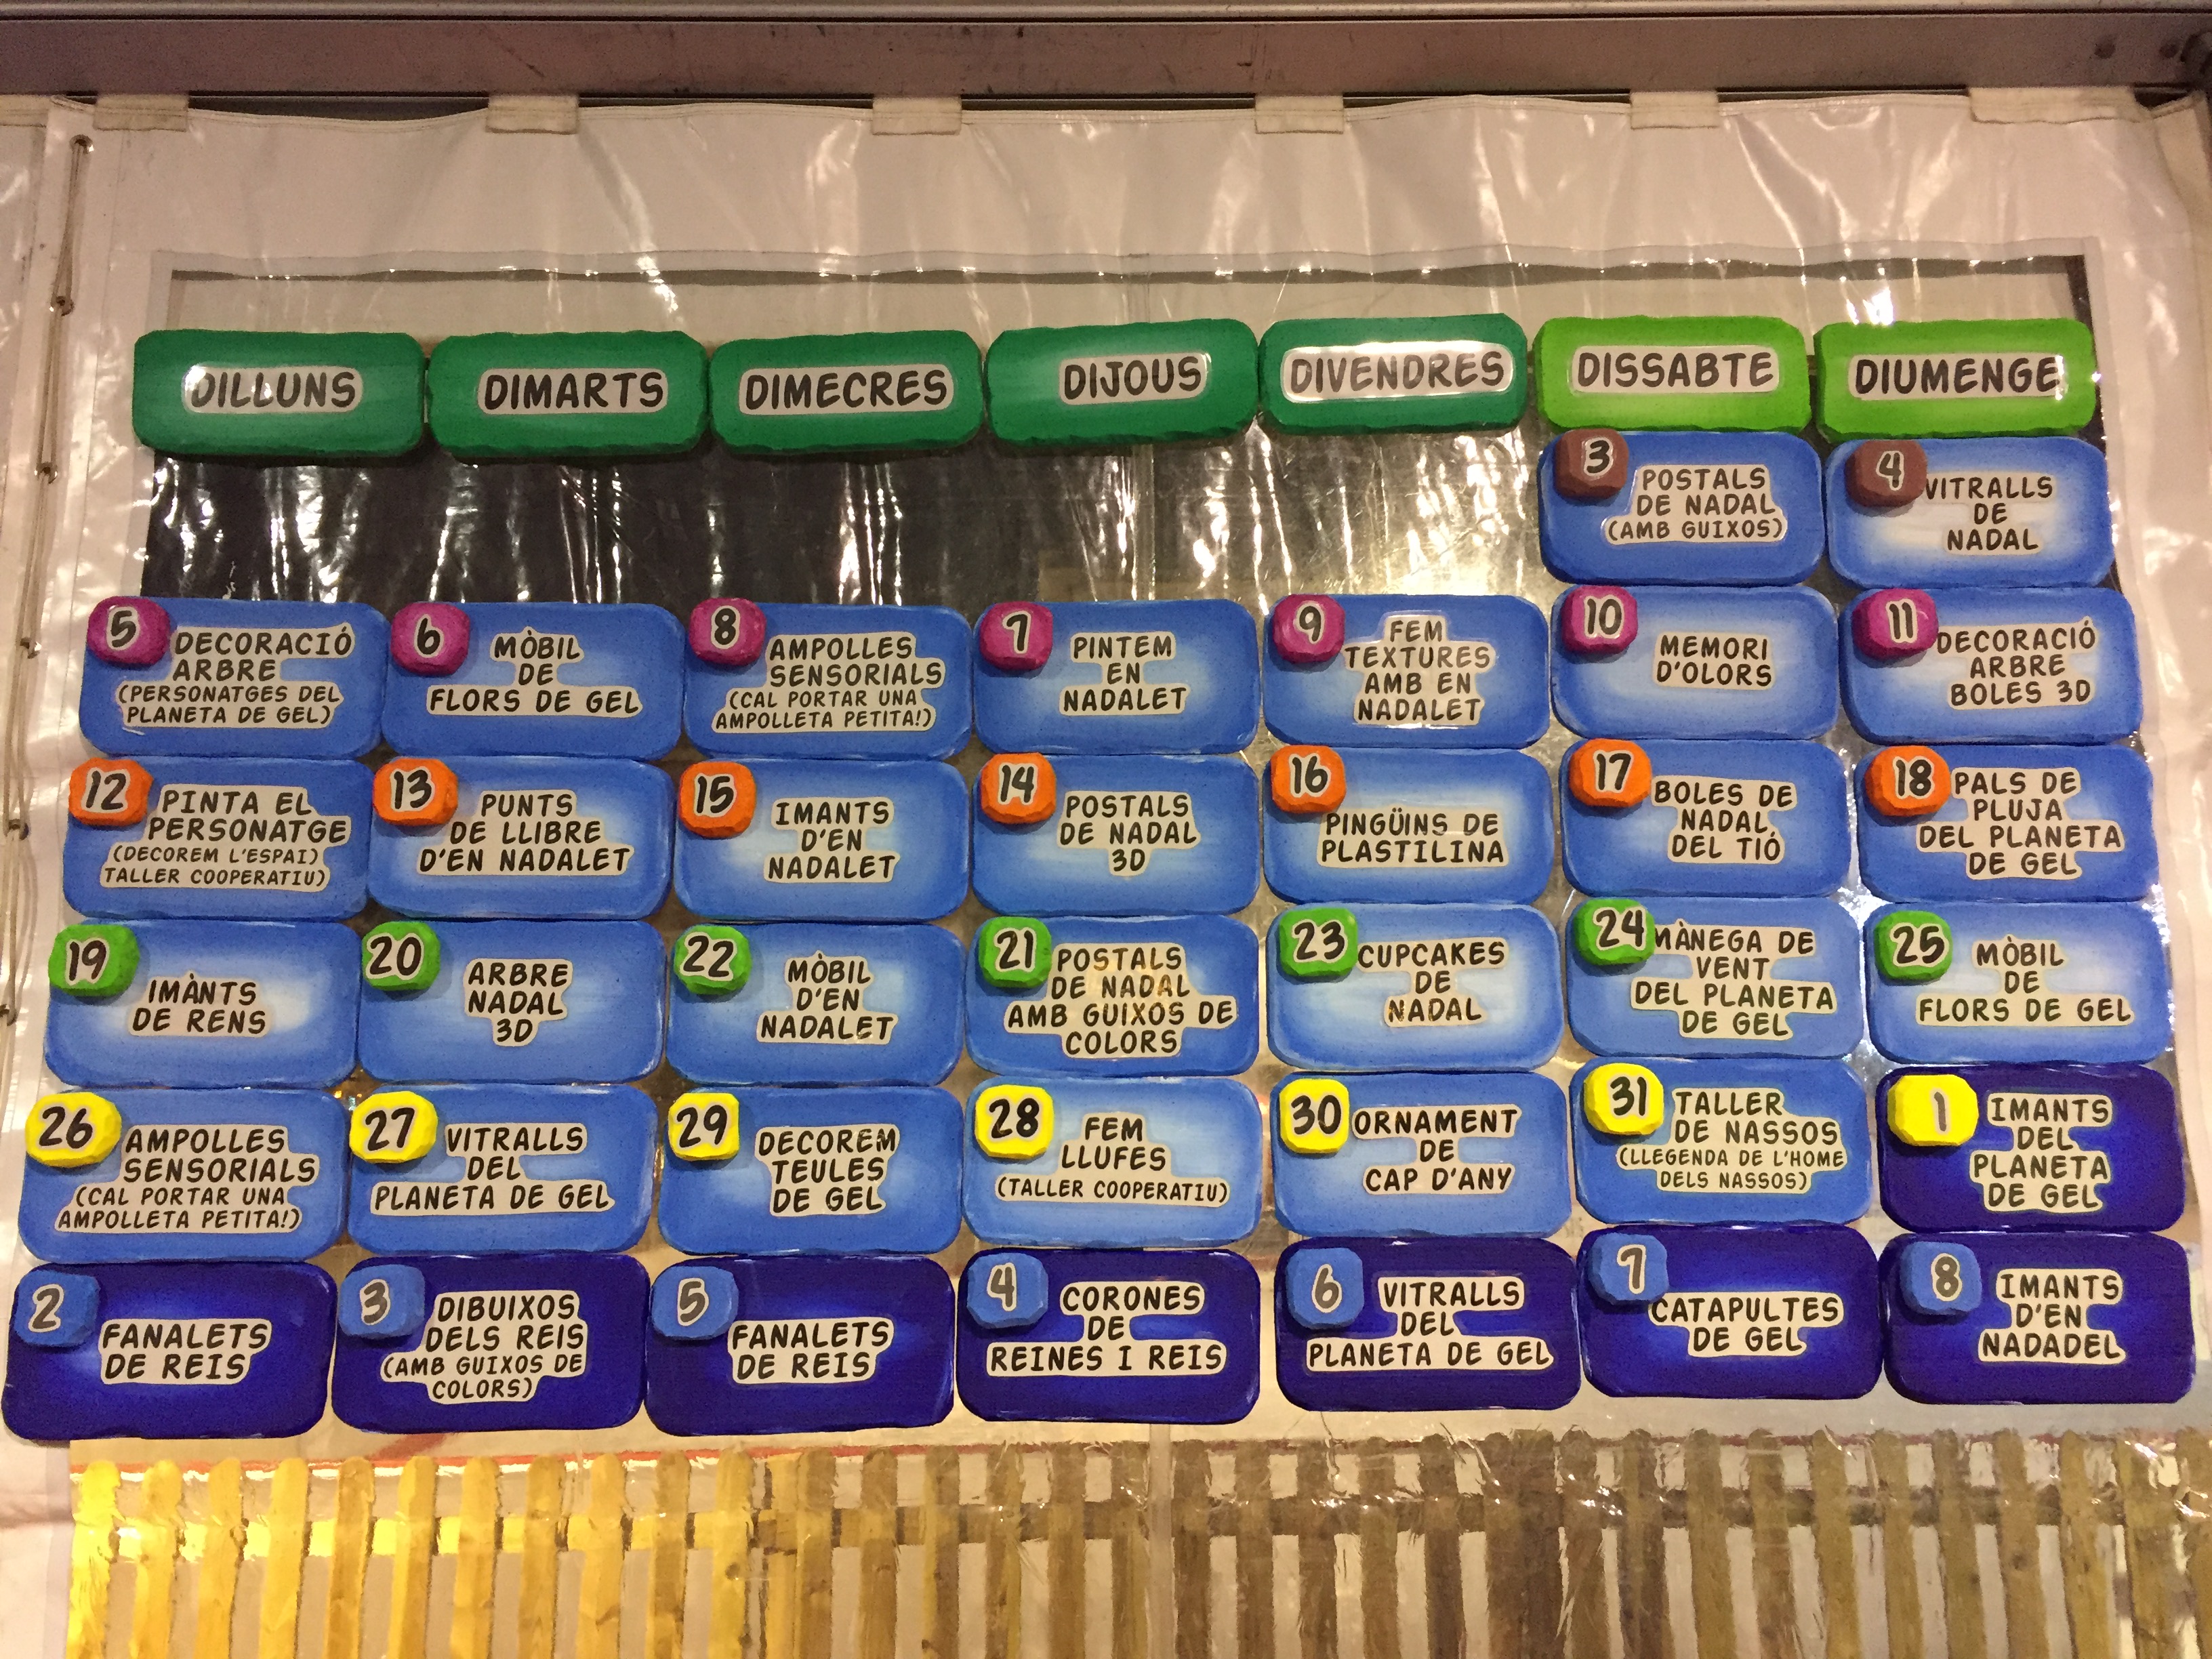 DILLUNS
DIMARTS
DIMECRES
DIJOUS
DIVENDRES
DISSABTE
DIUMENGE
3
POSTALS
DE NADAL
(AMB GUIXOS)
4
VITRALLS
DE
NADAL
5
DECORACIÓ
ARBRE
(PERSONATGES DEL
PLANETA DE GEL)
6
MÒBIL
DE
FLORS DE GEL
8
AMPOLLES
SENSORIALS
(CAL PORTAR UNA
AMPOLLETA PETITA!)
7
PINTEM
EN
NADALET
9
FEM
TEXTURES
AMB EN
NADALET
10
MEMORI
D'OLORS
11
DECORACIÓ
ARBRE
BOLES 3D
12
PINTA EL
PERSONATGE
(DECOREM L'ESPAI)
TALLER COOPERATIU)
13
PUNTS
DE LLIBRE
D'EN NADALET
15
IMANTS
D'EN
NADALET
14
POSTALS
DE NADAL
3D
16
PINGÜINS DE
PLASTILINA
17
BOLES DE
NADAL
DEL TIÓ
18
PALS DE
PLUJA
DEL PLANETA
DE GEL
19
IMÀNTS
DE RENS
20
ARBRE
NADAL
3D
22
MÒBIL
D'EN
NADALET
21
POSTALS
DE NADAL
AMB GUIXOS DE
COLORS
23
CUPCAKES
DE
NADAL
24
MÀNEGA DE
VENT
DEL PLANETA
DE GEL
25
MÒBIL
DE
FLORS DE GEL
26
AMPOLLES
SENSORIALS
(CAL PORTAR UNA
AMPOLLETA PETITA!)
27
VITRALLS
DEL
PLANETA DE GEL
29
DECOREM
TEULES
DE GEL
28
FEM
LLUFES
(TALLER COOPERATIU)
30
ORNAMENT
DE
CAP D'ANY
31
TALLER
DE NASSOS
(LLEGENDA DE L'HOME
DELS NASSOS)
1
IMANTS
DEL
PLANETA
DE GEL
2
FANALETS
DE REIS
3
DIBUIXOS
DELS REIS
(AMB GUIXOS DE
COLORS)
5
FANALETS
DE REIS
4
CORONES
DE
REINES I REIS
6
VITRALLS
DEL
PLANETA DE GEL
7
CATAPULTES
DE GEL
8
IMANTS
D'EN
NADADEL